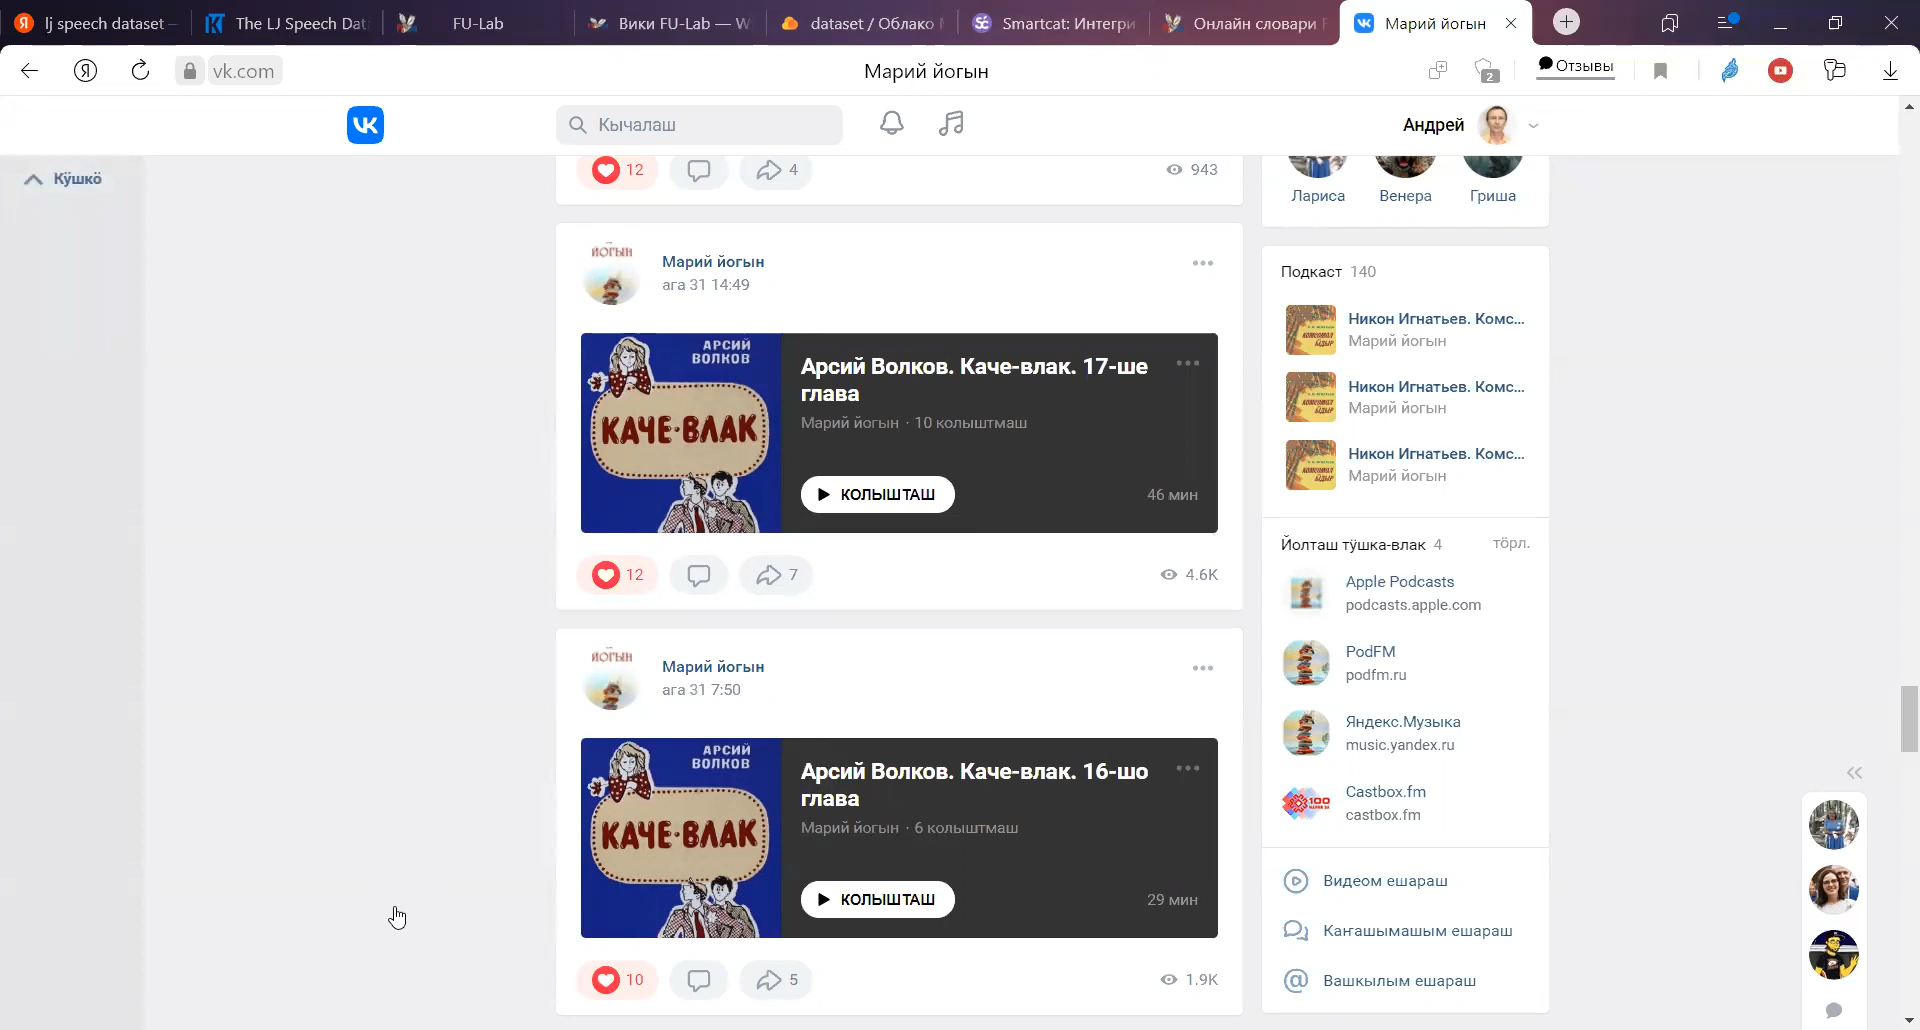 lj speech dataset –
The LJ Speech Dat
FU-Lab
Вики FU-Lab — W
dataset / Облако
Smartcat: Интегри
Онлайн словари
Марий йогын
vk.com
Марий йогын
2
Отзывы
Кычалаш
Андрей
Кӱшкӧ
12
4
943
Лариса
Венера
Гриша
ЙОГЫН
Марий йогын
ага 31 14:49
АРСИЙ
ВОЛКОВ
КАЧЕ-ВЛАК
Арсий Волков. Каче-влак. 17-ше
глава
Марий йогын · 10 колыштмаш
КОЛЫШТАШ
46 мин
12
7
4.6K
ЙОГЫН
Марий йогын
ага 31 7:50
АРСИЙ
ВОЛКОВ
КАЧЕ-ВЛАК
Арсий Волков. Каче-влак. 16-шо
глава
Марий йогын · 6 колыштмаш
КОЛЫШТАШ
29 мин
10
5
1.9K
Подкаст 140
Никон Игнатьев. Комс...
Марий йогын
Никон Игнатьев. Комс...
Марий йогын
Никон Игнатьев. Комс...
Марий йогын
Йолташ тӱшка-влак 4
тӧрл.
Apple Podcasts
podcasts.apple.com
PodFM
podfm.ru
Яндекс.Музыка
music.yandex.ru
100
Castbox.fm
castbox.fm
Видеом ешараш
Каҥашымашым ешараш
Вашкылым ешараш